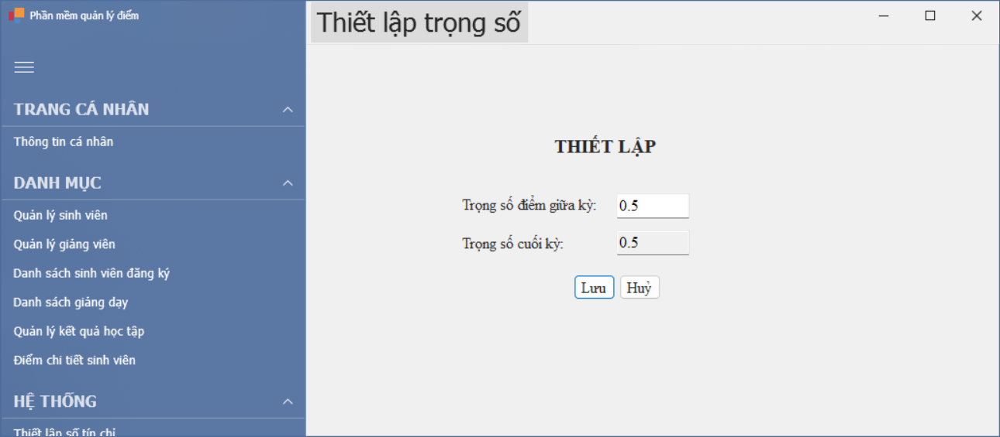 Phần mềm quản lý điểm
Thiết lập trọng số
TRANG CÁ NHÂN
Thông tin cá nhân
DANH MỤC
Quản lý sinh viên
Quản lý giảng viên
Danh sách sinh viên đăng ký
Danh sách giảng dạy
Quản lý kết quả học tập
Điểm chi tiết sinh viên
HỆ THỐNG
Thiết lập số tín chỉ
THIẾT LẬP
Trọng số điểm giữa kỳ: 0.5
Trọng số cuối kỳ: 0.5
Lưu Huỷ